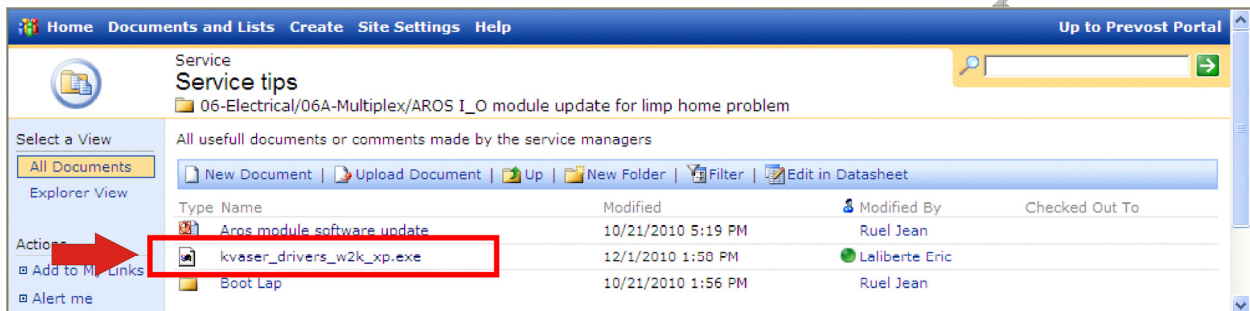 Home Documents and Lists Create Site Settings Help Up to Prevost Portal
Service
Service tips
06-Electrical/06A-Multiplex/AROS I_O module update for limp home problem
Select a View
All usefull documents or comments made by the service managers
All Documents
New Document | Upload Document | Up | New Folder | Filter | Edit in Datasheet
Explorer View
Type Name Modified Modified By Checked Out To
Aros module software update 10/21/2010 5:19 PM Ruel Jean
Actions
kvaser_drivers_w2k_xp.exe 12/1/2010 1:58 PM Laliberte Eric
Add to My Links
Boot Lap 10/21/2010 1:56 PM Ruel Jean
Alert me